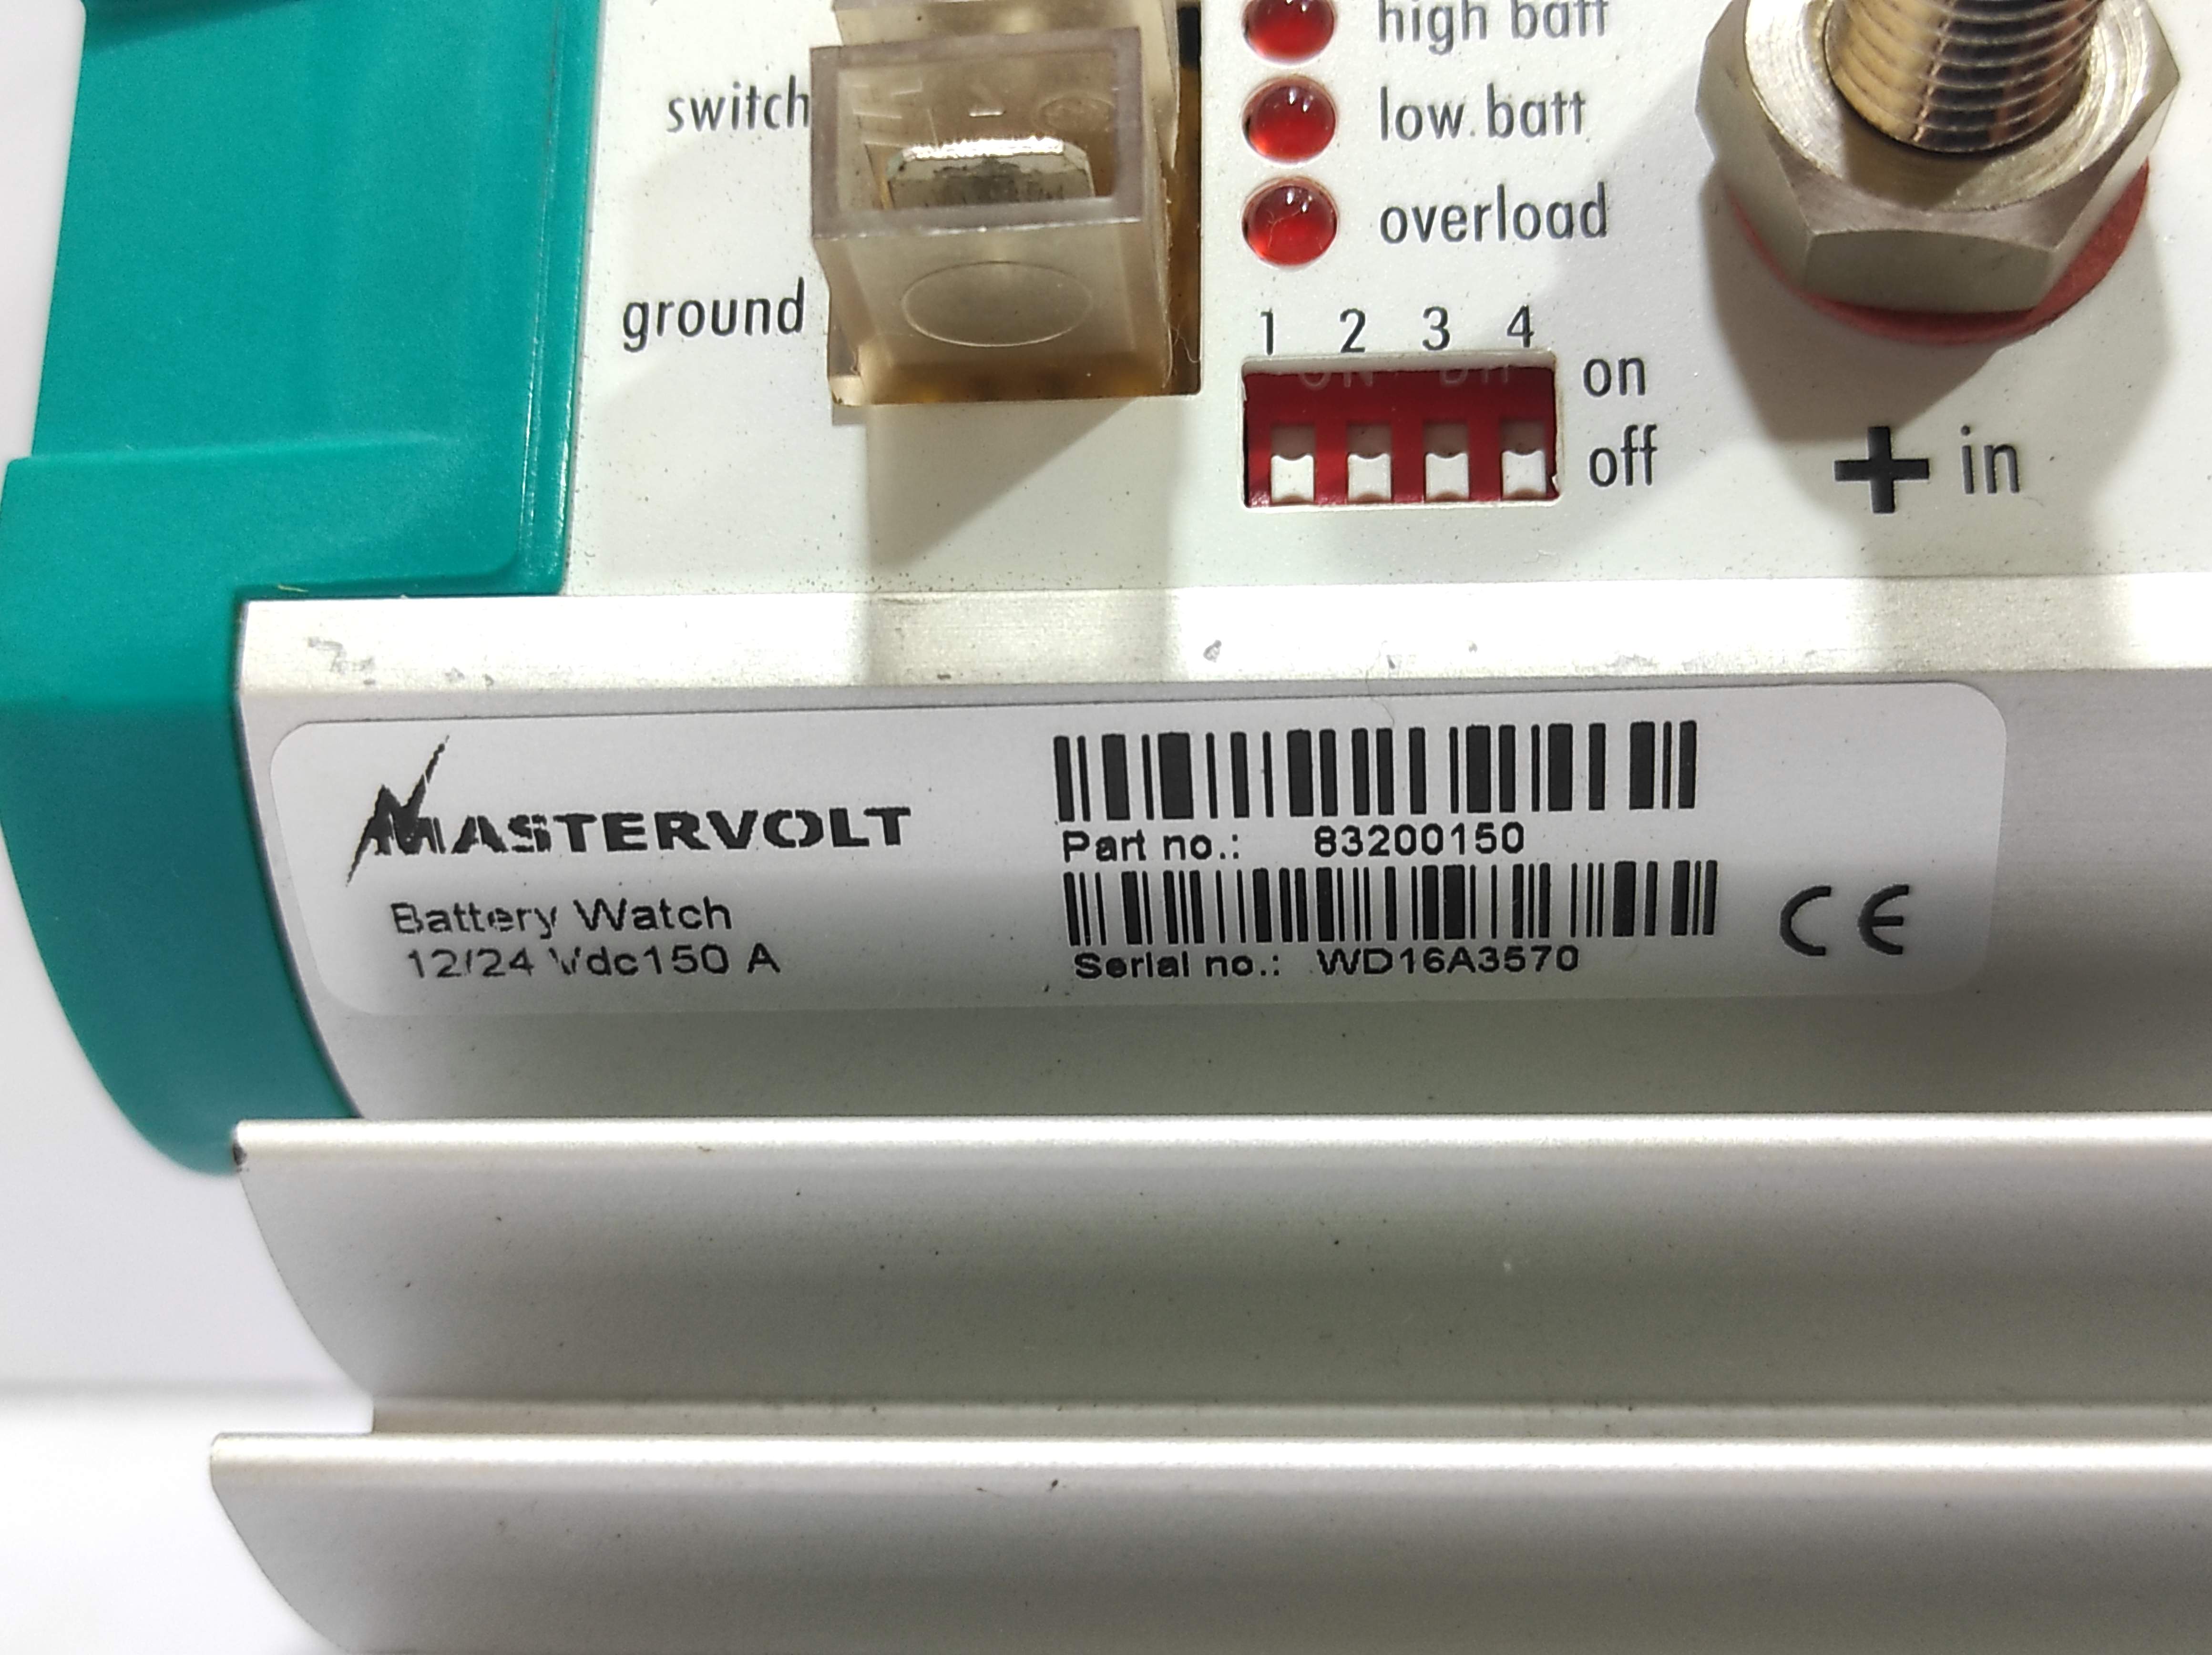 high batt
switch
low batt
overload
ground
1 2 3 4
on
off
+ in
MASTERVOLT
Battery Watch
12/24 Vdc150 A
Part no.: 83200150
Serial no.: WD16A3570
CE